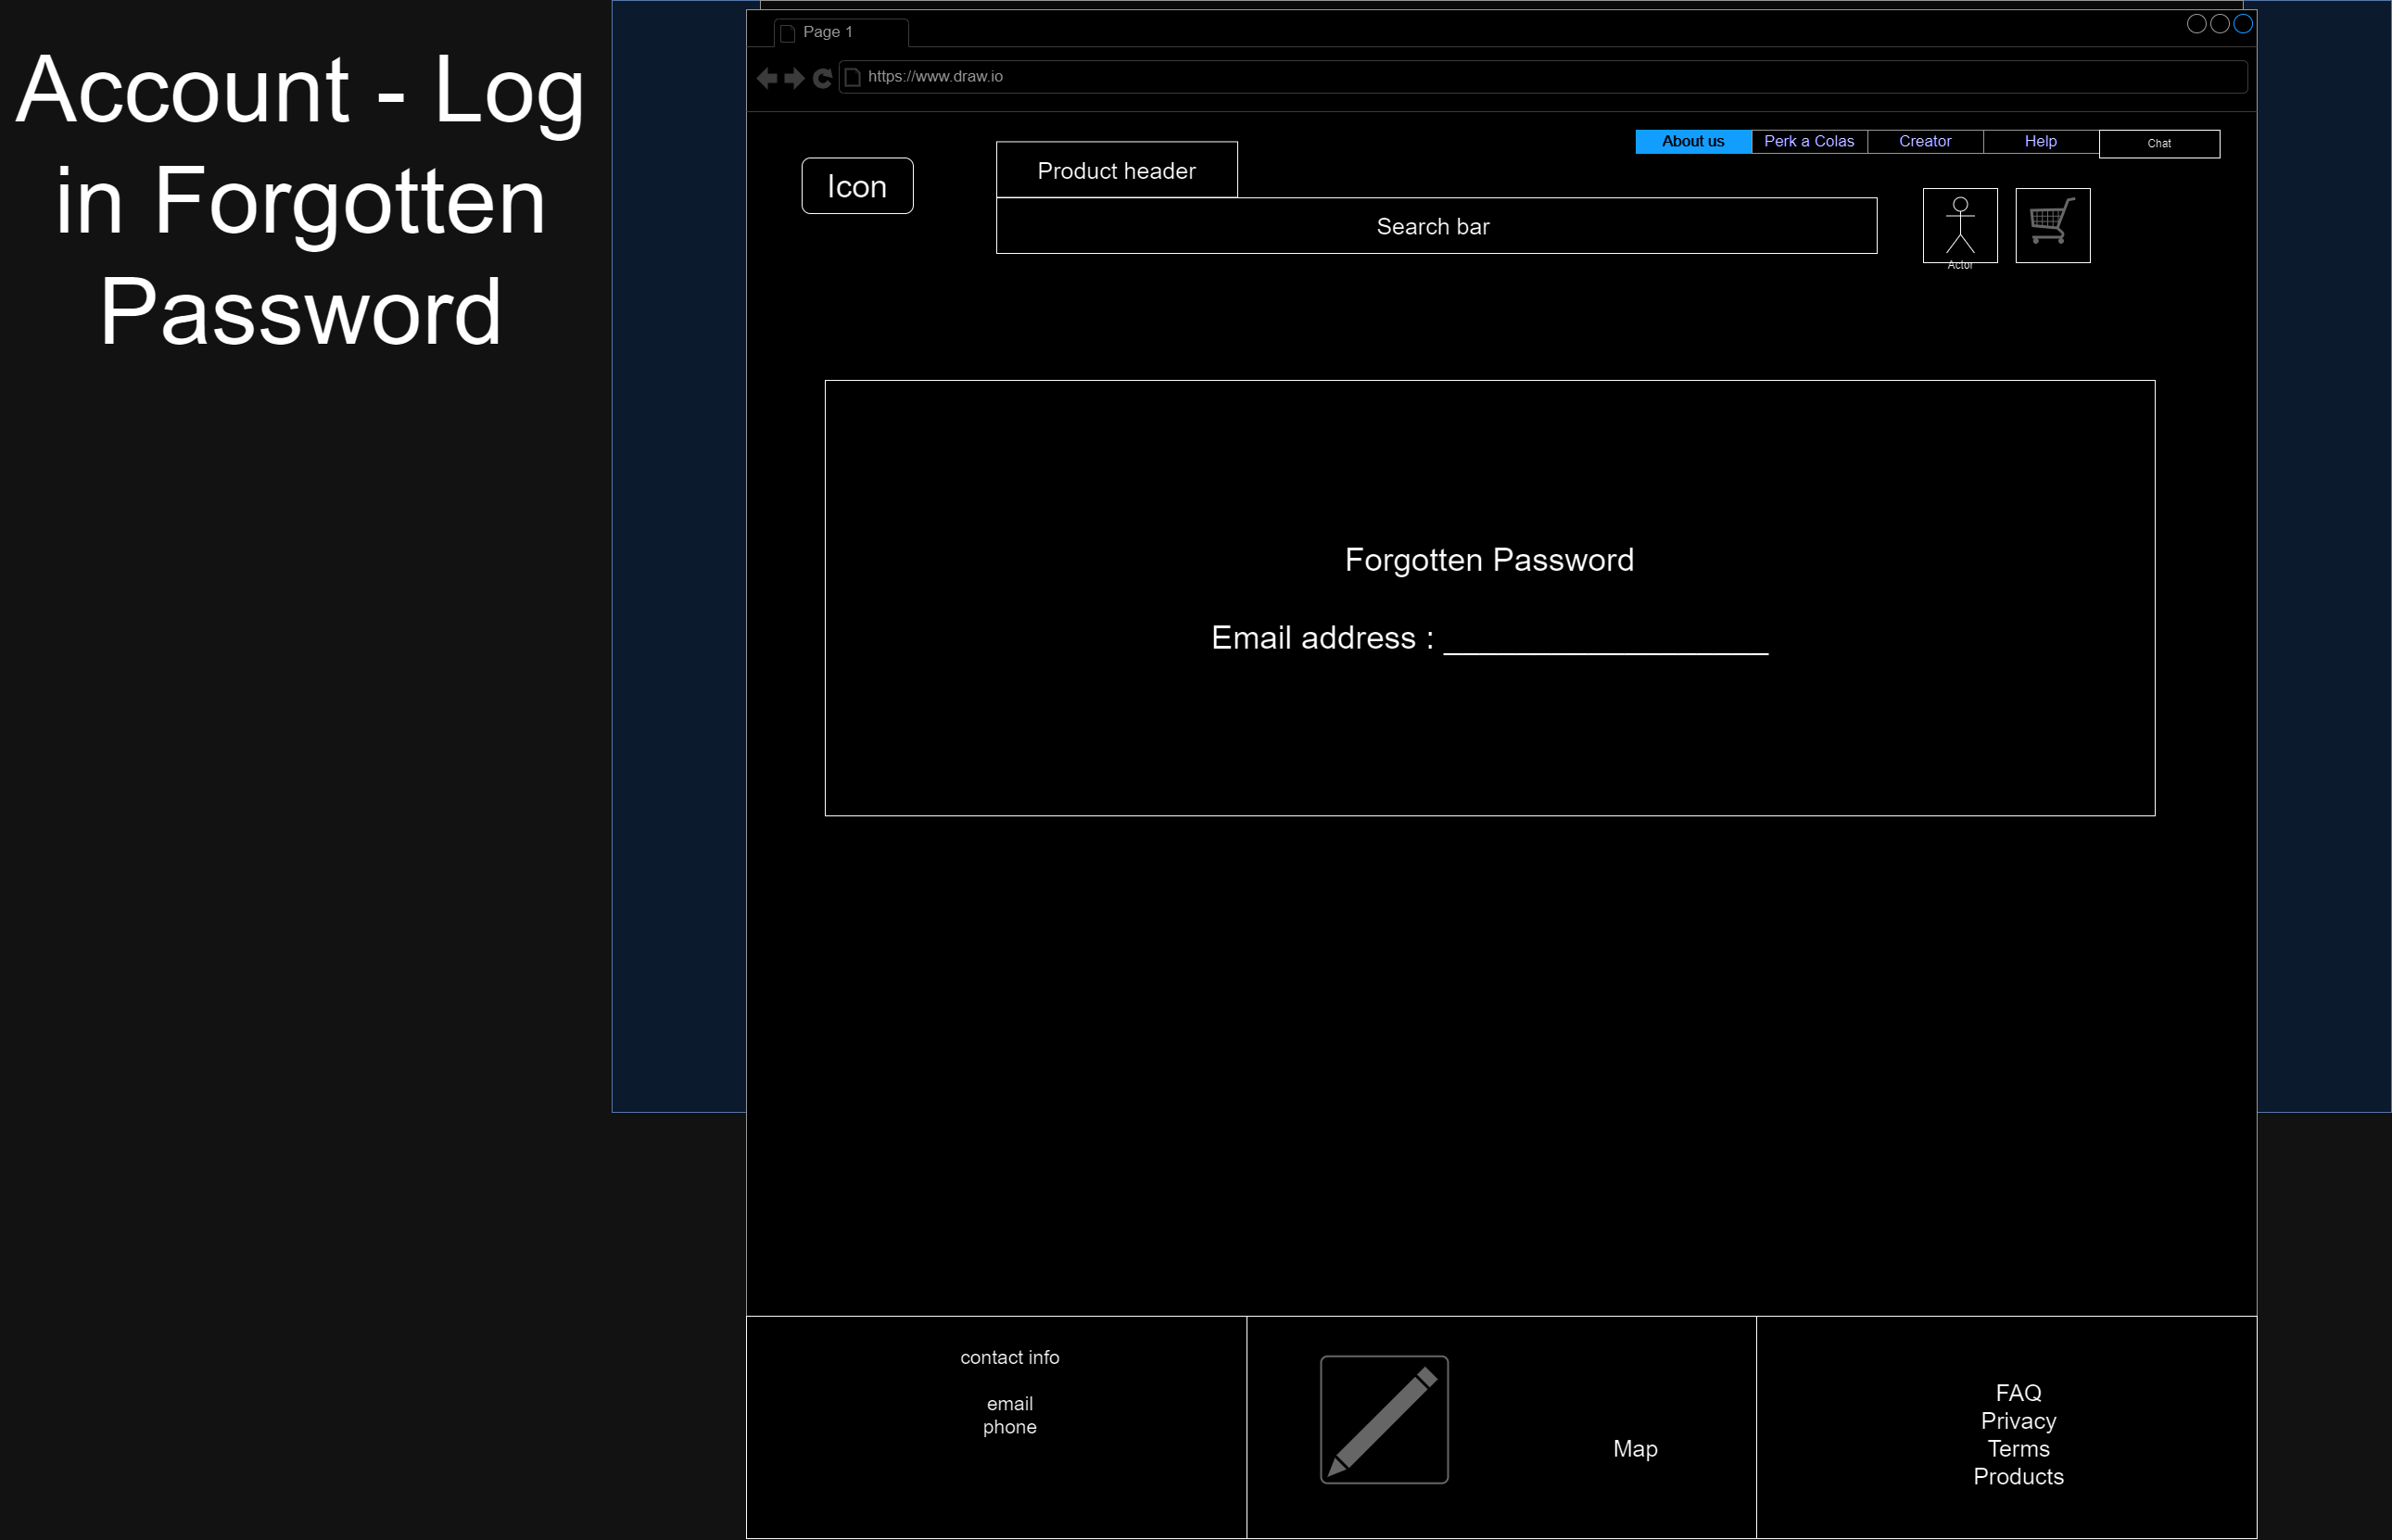 Account - Log
in Forgotten
Password
Page 1
https://www.draw.io
About us
Perk a Colas
Creator
Help
Chat
Icon
Product header
Search bar
Actor
Forgotten Password
Email address : __________________
contact info
email
phone
Map
FAQ
Privacy
Terms
Products